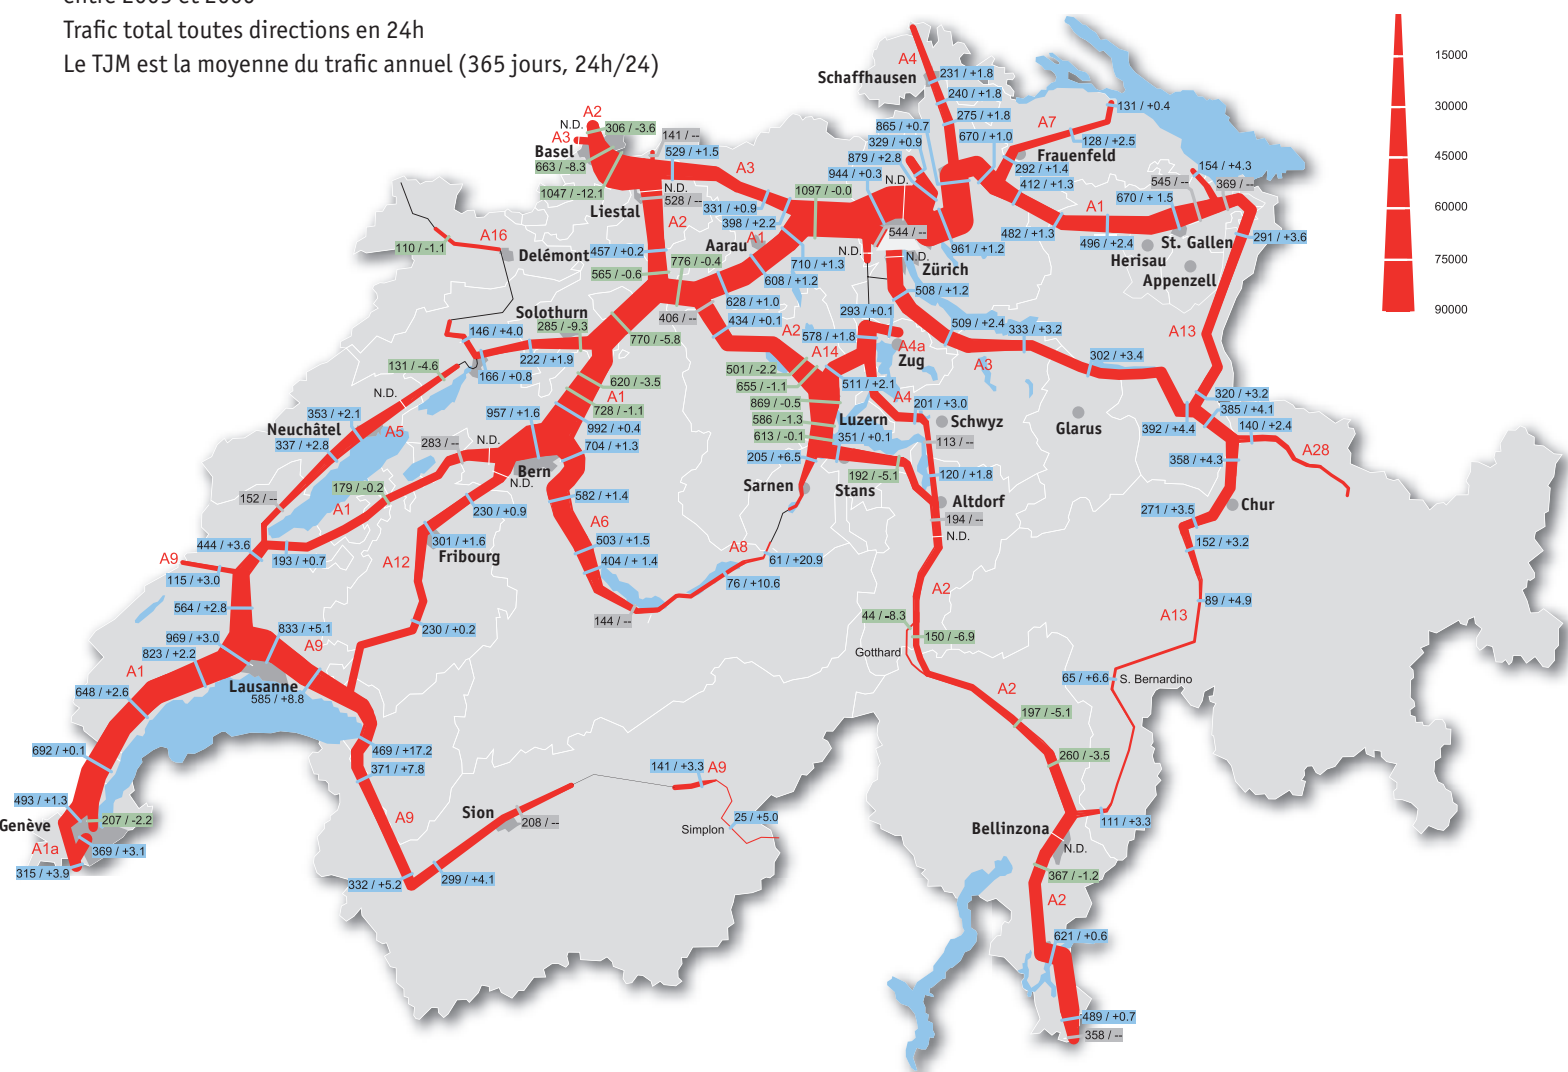 Trafic total toutes directions en 24h
Le TJM est la moyenne du trafic annuel (365 jours, 24h/24)
15000
30000
45000
60000
75000
90000
A4
Schaffhausen
231 / +1.8
240 / +1.8
275 / +1.8
670 / +1.0
865 / +0.7
329 / +0.9
879 / +2.8
944 / +0.3
N.D.
A7
131 / +0.4
128 / +2.5
Frauenfeld
292 / +1.4
412 / +1.3
154 / +4.3
545 / --
369 / --
670 / + 1.5
A1
482 / +1.3
496 / +2.4
St. Gallen
Herisau
Appenzell
291 / +3.6
A2
N.D.
306 / -3.6
A3
Basel
663 / -8.3
1047 / -12.1
141 / --
529 / +1.5
A3
N.D.
528 / --
Liestal
331 / +0.9
398 / +2.2
1097 / -0.0
A2
Aarau
A1
457 / +0.2
565 / -0.6
776 / -0.4
710 / +1.3
608 / +1.2
628 / +1.0
434 / +0.1
406 / --
544 / --
N.D.
N.D.
Zürich
961 / +1.2
508 / +1.2
A16
110 / -1.1
Delémont
Solothurn
285 / -9.3
146 / +4.0
222 / +1.9
166 / +0.8
131 / -4.6
770 / -5.8
293 / +0.1
578 / +1.8
A2
A14
A4a
Zug
509 / +2.4
333 / +3.2
A3
302 / +3.4
A13
501 / -2.2
655 / -1.1
869 / -0.5
586 / -1.3
613 / -0.1
511 / +2.1
A4
Luzern
351 / +0.1
205 / +6.5
201 / +3.0
Schwyz
113 / --
Glarus
320 / +3.2
385 / +4.1
392 / +4.4
140 / +2.4
358 / +4.3
A28
620 / -3.5
A1
728 / -1.1
957 / +1.6
992 / +0.4
704 / +1.3
N.D.
353 / +2.1
Neuchâtel
337 / +2.8
A5
283 / --
N.D.
Bern
N.D.
179 / -0.2
A1
152 / --
582 / +1.4
230 / +0.9
A6
503 / +1.5
404 / + 1.4
Sarnen
192 / -5.1
Stans
120 / +1.8
Altdorf
194 / --
N.D.
271 / +3.5
Chur
152 / +3.2
A12
301 / +1.6
Fribourg
444 / +3.6
193 / +0.7
A9
115 / +3.0
564 / +2.8
A8
61 / +20.9
76 / +10.6
144 / --
A2
44 / -8.3
150 / -6.9
Gotthard
89 / +4.9
A13
230 / +0.2
969 / +3.0
833 / +5.1
823 / +2.2
A9
A1
Lausanne
585 / +8.8
648 / +2.6
65 / +6.6
S. Bernardino
A2
197 / -5.1
260 / -3.5
692 / +0.1
469 / +17.2
371 / +7.8
141 / +3.3
A9
493 / +1.3
207 / -2.2
Genève
369 / +3.1
A1a
315 / +3.9
A9
Sion
208 / --
332 / +5.2
299 / +4.1
Simplon
25 / +5.0
111 / +3.3
Bellinzona
N.D.
367 / -1.2
A2
621 / +0.6
489 / +0.7
358 / --